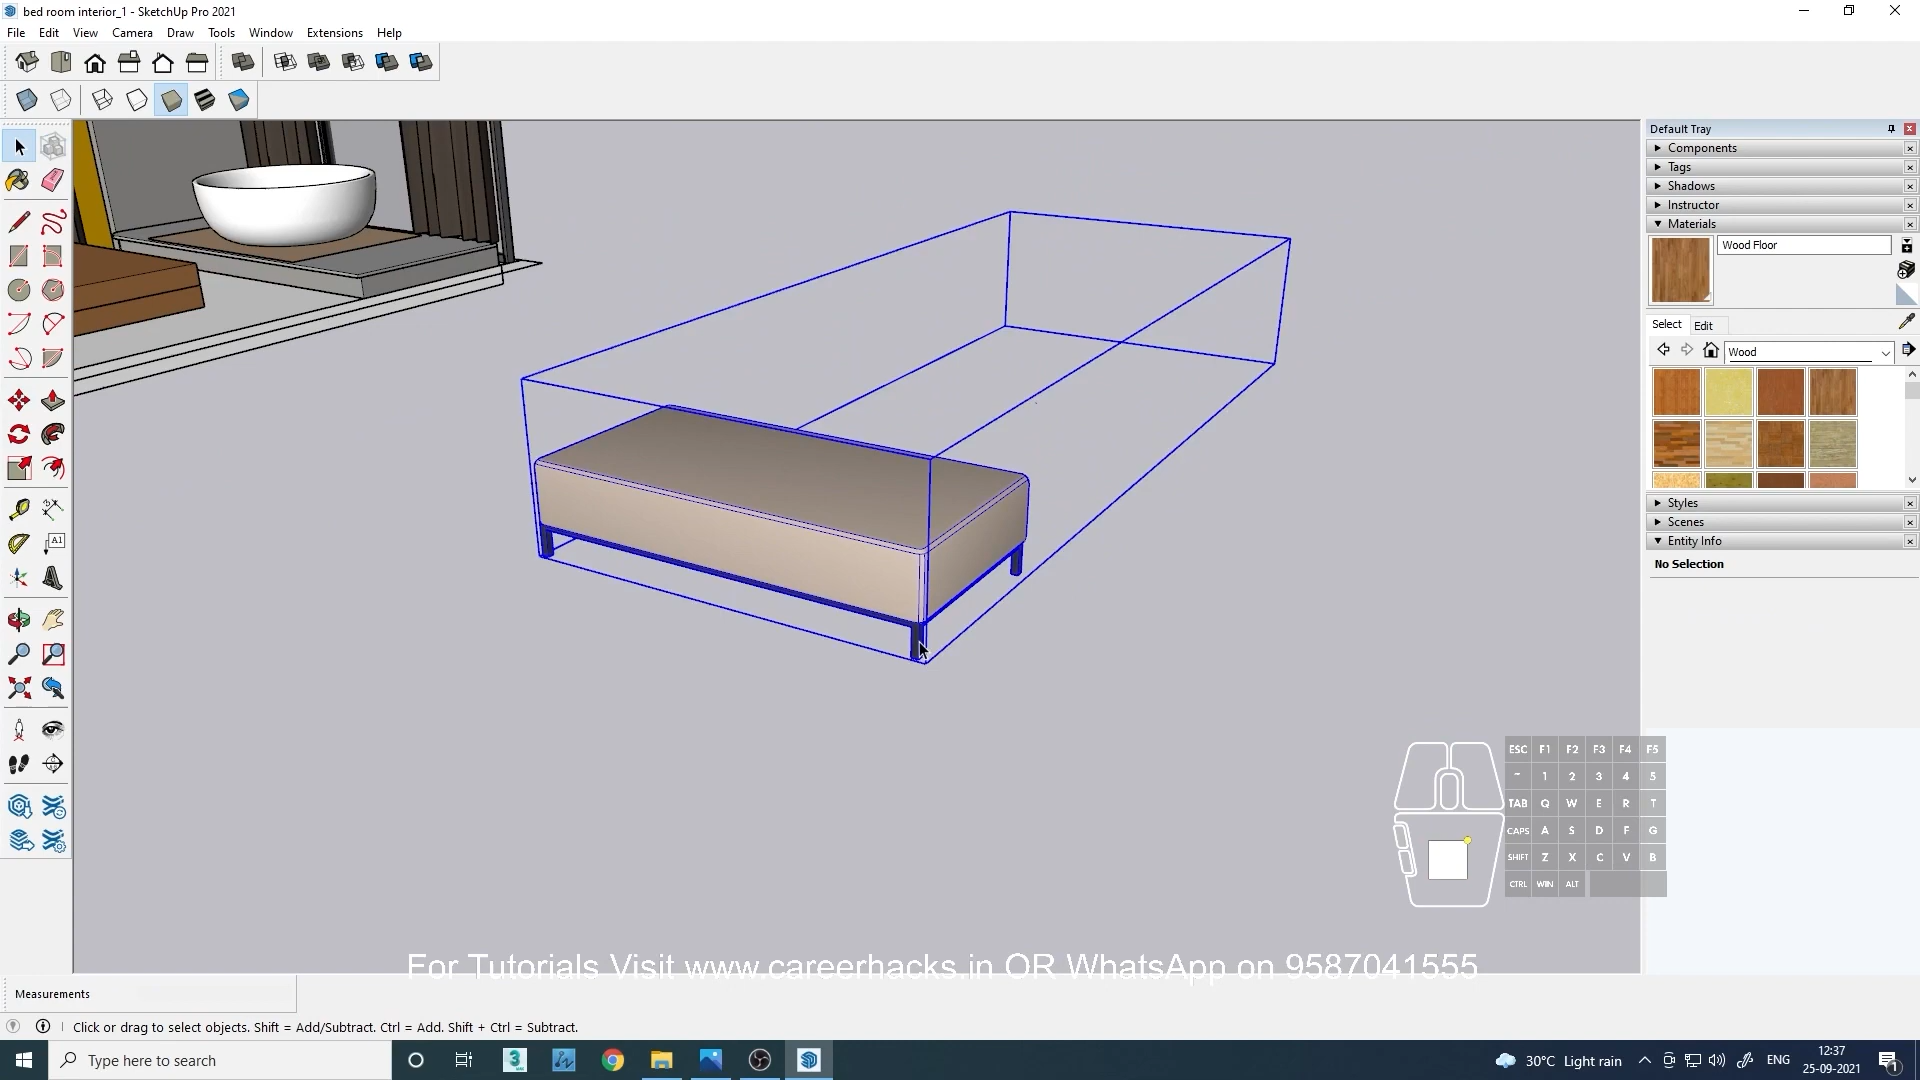 bed room interior_1 - SketchUp Pro 2021
File Edit View Camera Draw Tools Window Extensions Help
Default Tray
Components
Tags
Shadows
Instructor
Materials
Wood Floor
Select Edit
Wood
Styles
Scenes
Entity Info
No Selection
A1
ESC F1 F2 F3 F4 F5
~ 1 2 3 4 5
TAB Q W E R T
CAPS A S D F G
SHIFT Z X C V B
CTRL WIN ALT
For Tutorials Visit www.careerhacks.in OR WhatsApp on 9587041555
Measurements
Click or drag to select objects. Shift = Add/Subtract. Ctrl = Add. Shift + Ctrl = Subtract.
Type here to search
3
30°C Light rain
ENG
12:37
25-09-2021
1